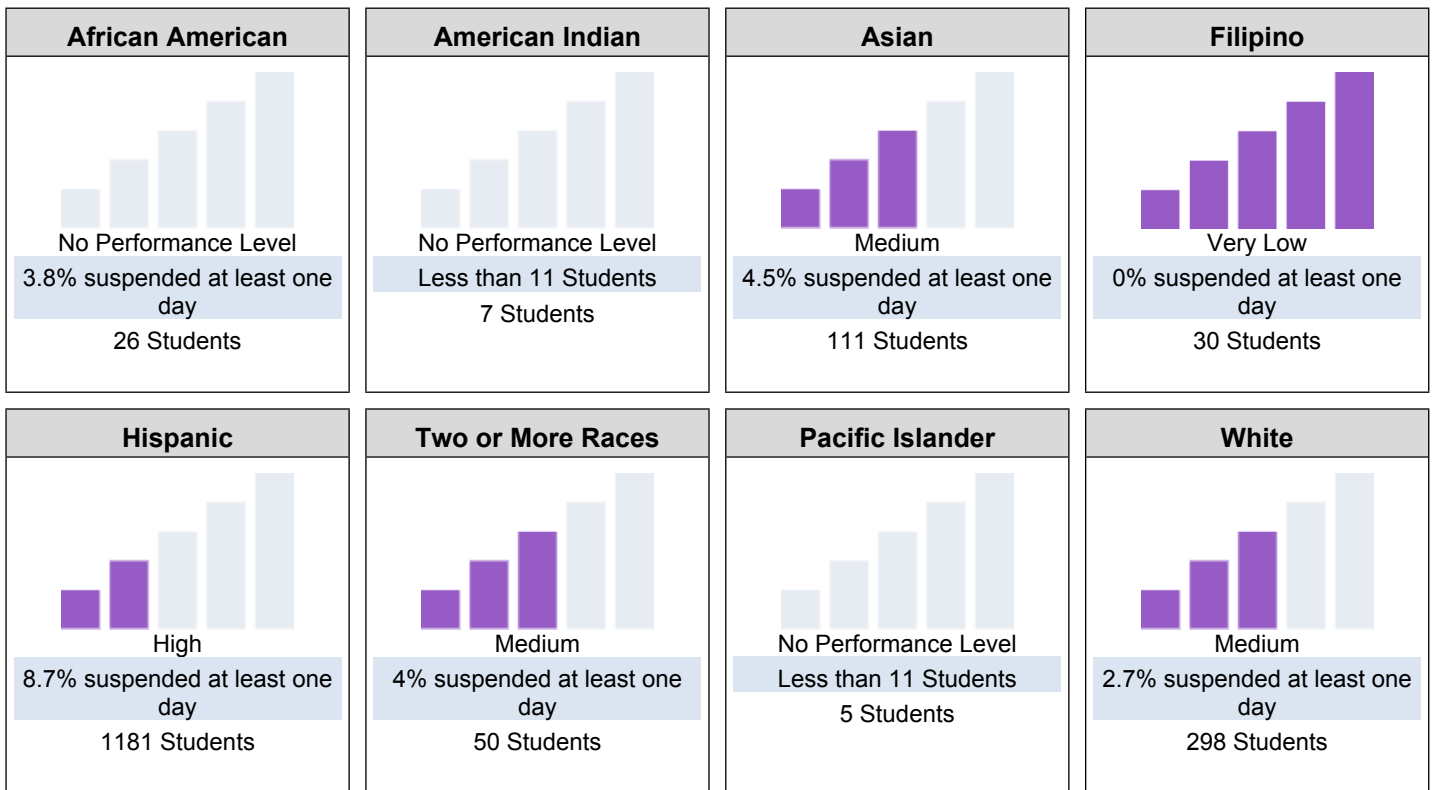 African American
No Performance Level
3.8% suspended at least one
day
26 Students
American Indian
No Performance Level
Less than 11 Students
7 Students
Asian
Medium
4.5% suspended at least one
day
111 Students
Filipino
Very Low
0% suspended at least one
day
30 Students
Hispanic
High
8.7% suspended at least one
day
1181 Students
Two or More Races
Medium
4% suspended at least one
day
50 Students
Pacific Islander
No Performance Level
Less than 11 Students
5 Students
White
Medium
2.7% suspended at least one
day
298 Students